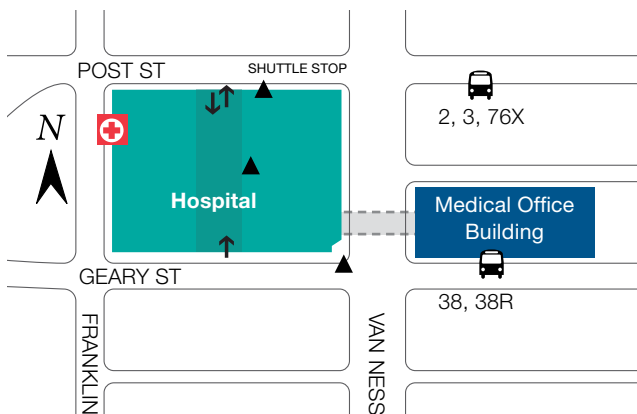 POST ST
SHUTTLE STOP
2, 3, 76X
N
Hospital
Medical Office
Building
GEARY ST
38, 38R
FRANKLIN
VAN NESS